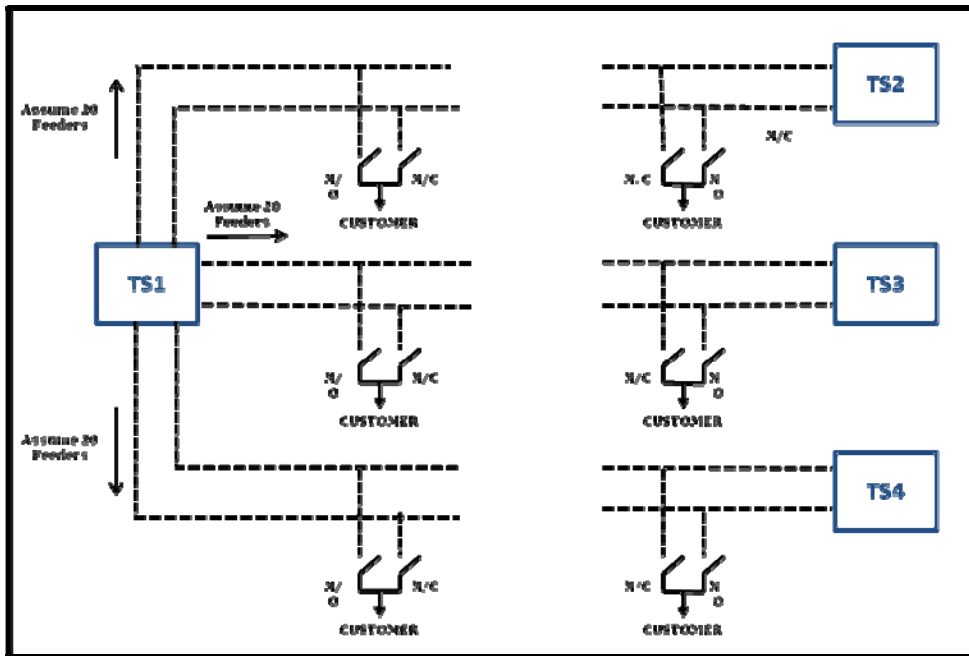 TS2
Assume 20
Feeders
N/C
N/
O
N/C
N.C
N
O
CUSTOMER
CUSTOMER
Assume 20
Feeders
TS1
TS3
N/
O
N/C
N/C
N
O
CUSTOMER
CUSTOMER
Assume 20
Feeders
TS4
N/
O
N/C
N/C
N
O
CUSTOMER
CUSTOMER